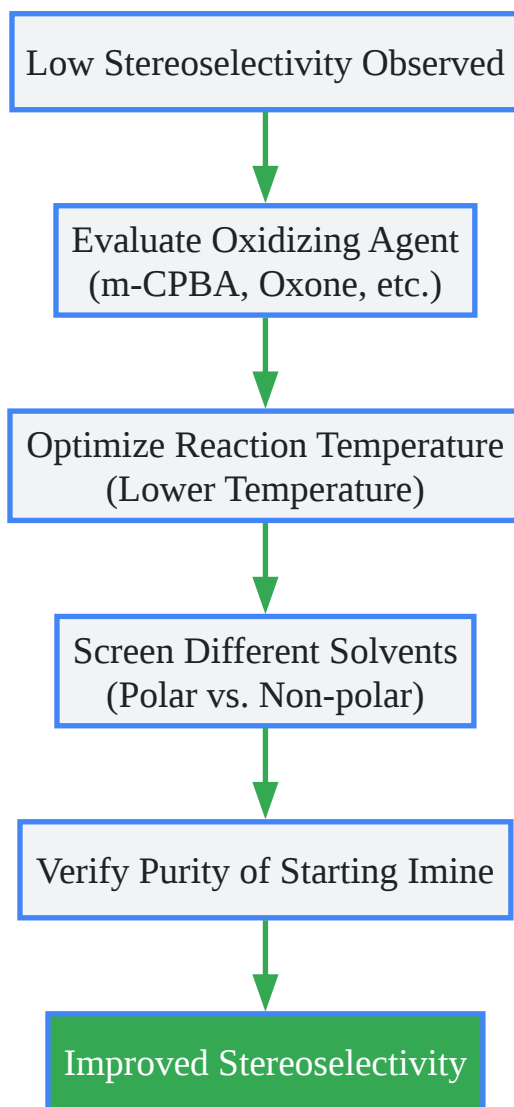 Low Stereoselectivity Observed
Evaluate Oxidizing Agent
(m-CPBA, Oxone, etc.)
Optimize Reaction Temperature
(Lower Temperature)
Screen Different Solvents
(Polar vs. Non-polar)
Verify Purity of Starting Imine
Improved Stereoselectivity